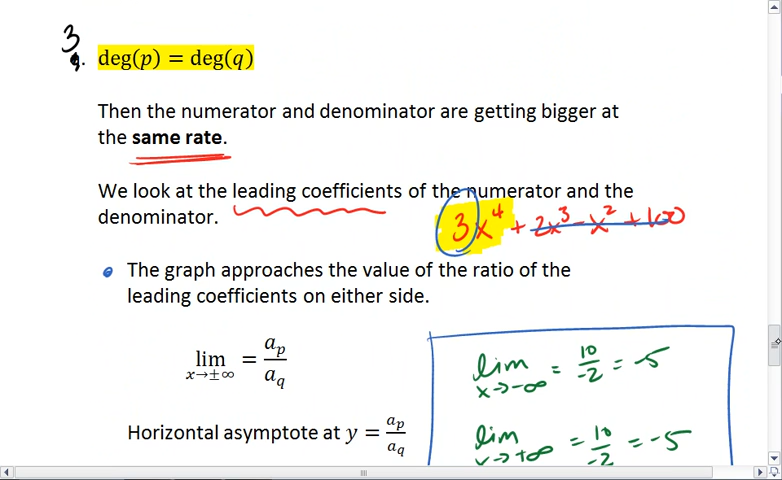 3. deg(p) = deg(q)
Then the numerator and denominator are getting bigger at
the same rate.
We look at the leading coefficients of the numerator and the
denominator.
3x⁴ + 2x³ - x² + 100
The graph approaches the value of the ratio of the
leading coefficients on either side.
lim x→±∞ = aₚ/a_q
lim x→-∞ = 10/-2 = -5
Horizontal asymptote at y = aₚ/a_q
lim x→+∞ = 10/-2 = -5